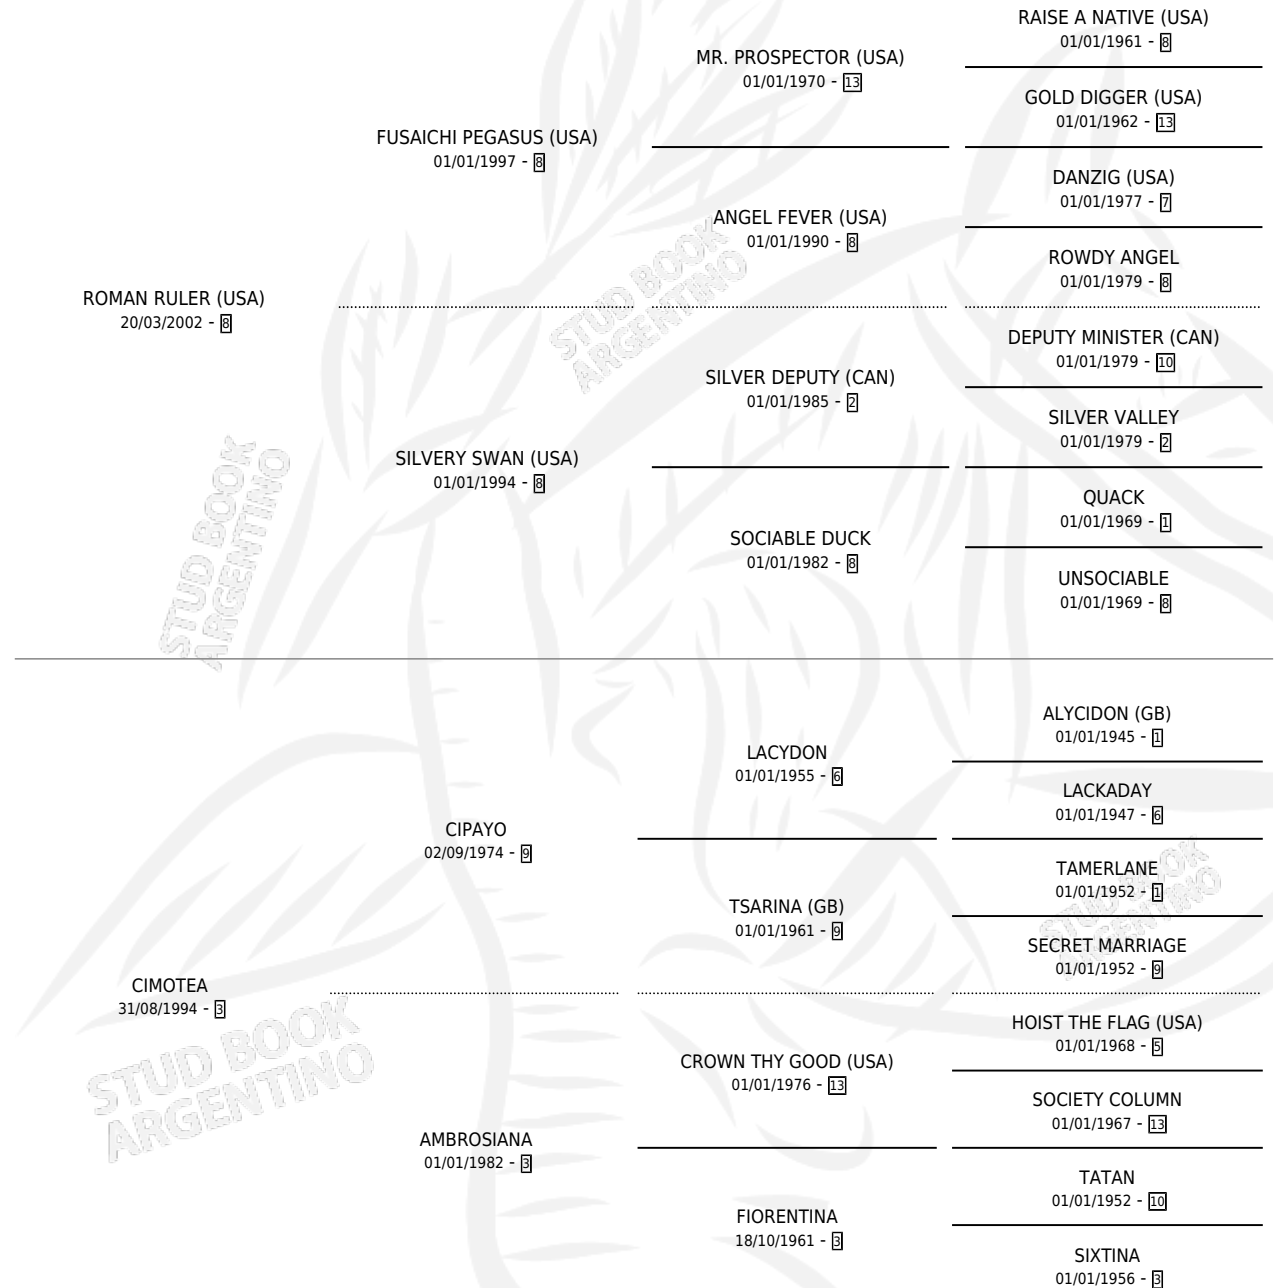 RAISE A NATIVE (USA)
01/01/1961 - 8
MR. PROSPECTOR (USA)
01/01/1970 - 13
GOLD DIGGER (USA)
01/01/1962 - 13
FUSAICHI PEGASUS (USA)
01/01/1997 - 8
DANZIG (USA)
01/01/1977 - 7
ANGEL FEVER (USA)
01/01/1990 - 8
ROWDY ANGEL
01/01/1979 - 8
ROMAN RULER (USA)
20/03/2002 - 8
DEPUTY MINISTER (CAN)
01/01/1979 - 10
SILVER DEPUTY (CAN)
01/01/1985 - 2
SILVER VALLEY
01/01/1979 - 2
SILVERY SWAN (USA)
01/01/1994 - 8
QUACK
01/01/1969 - 1
SOCIABLE DUCK
01/01/1982 - 8
UNSOCIABLE
01/01/1969 - 8
ALYCIDON (GB)
01/01/1945 - 1
LACYDON
01/01/1955 - 6
LACKADAY
01/01/1947 - 6
CIPAYO
02/09/1974 - 9
TAMERLANE
01/01/1952 - 1
TSARINA (GB)
01/01/1961 - 9
SECRET MARRIAGE
01/01/1952 - 9
CIMOTEA
31/08/1994 - 3
HOIST THE FLAG (USA)
01/01/1968 - 5
CROWN THY GOOD (USA)
01/01/1976 - 13
SOCIETY COLUMN
01/01/1967 - 13
AMBROSIANA
01/01/1982 - 3
TATAN
01/01/1952 - 10
FIORENTINA
18/10/1961 - 3
SIXTINA
01/01/1956 - 3
STUD BOOK
ARGENTINO
STUD BOOK
ARGENTINO
STUD BOOK
ARGENTINO
STUD BOOK
ARGENTINO